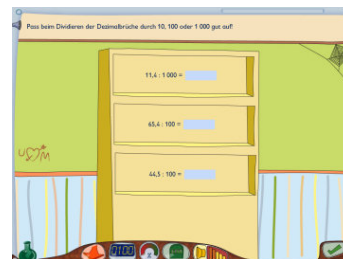 Pass beim Dividieren der Dezimalbrüche durch 10, 100 oder 1 000 gut auf!
11,4 : 1 000 =
65,4 : 100 =
44,5 : 100 =
0100